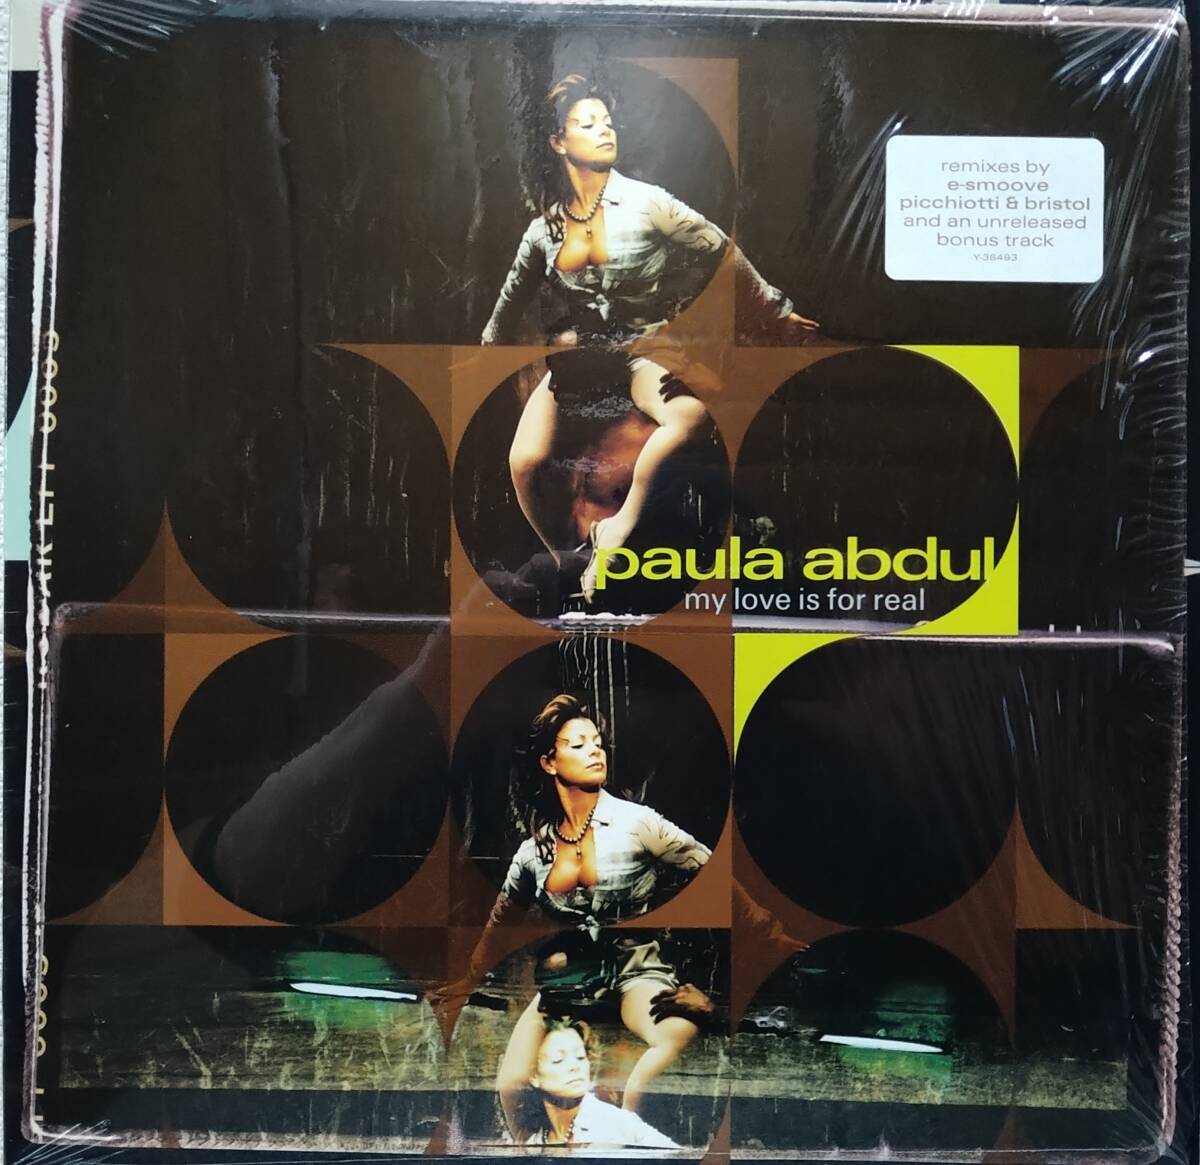 remixes by
e-smoove
picchiotti & bristol
and an unreleased
bonus track
Y-38493
paula abdul
my love is for real